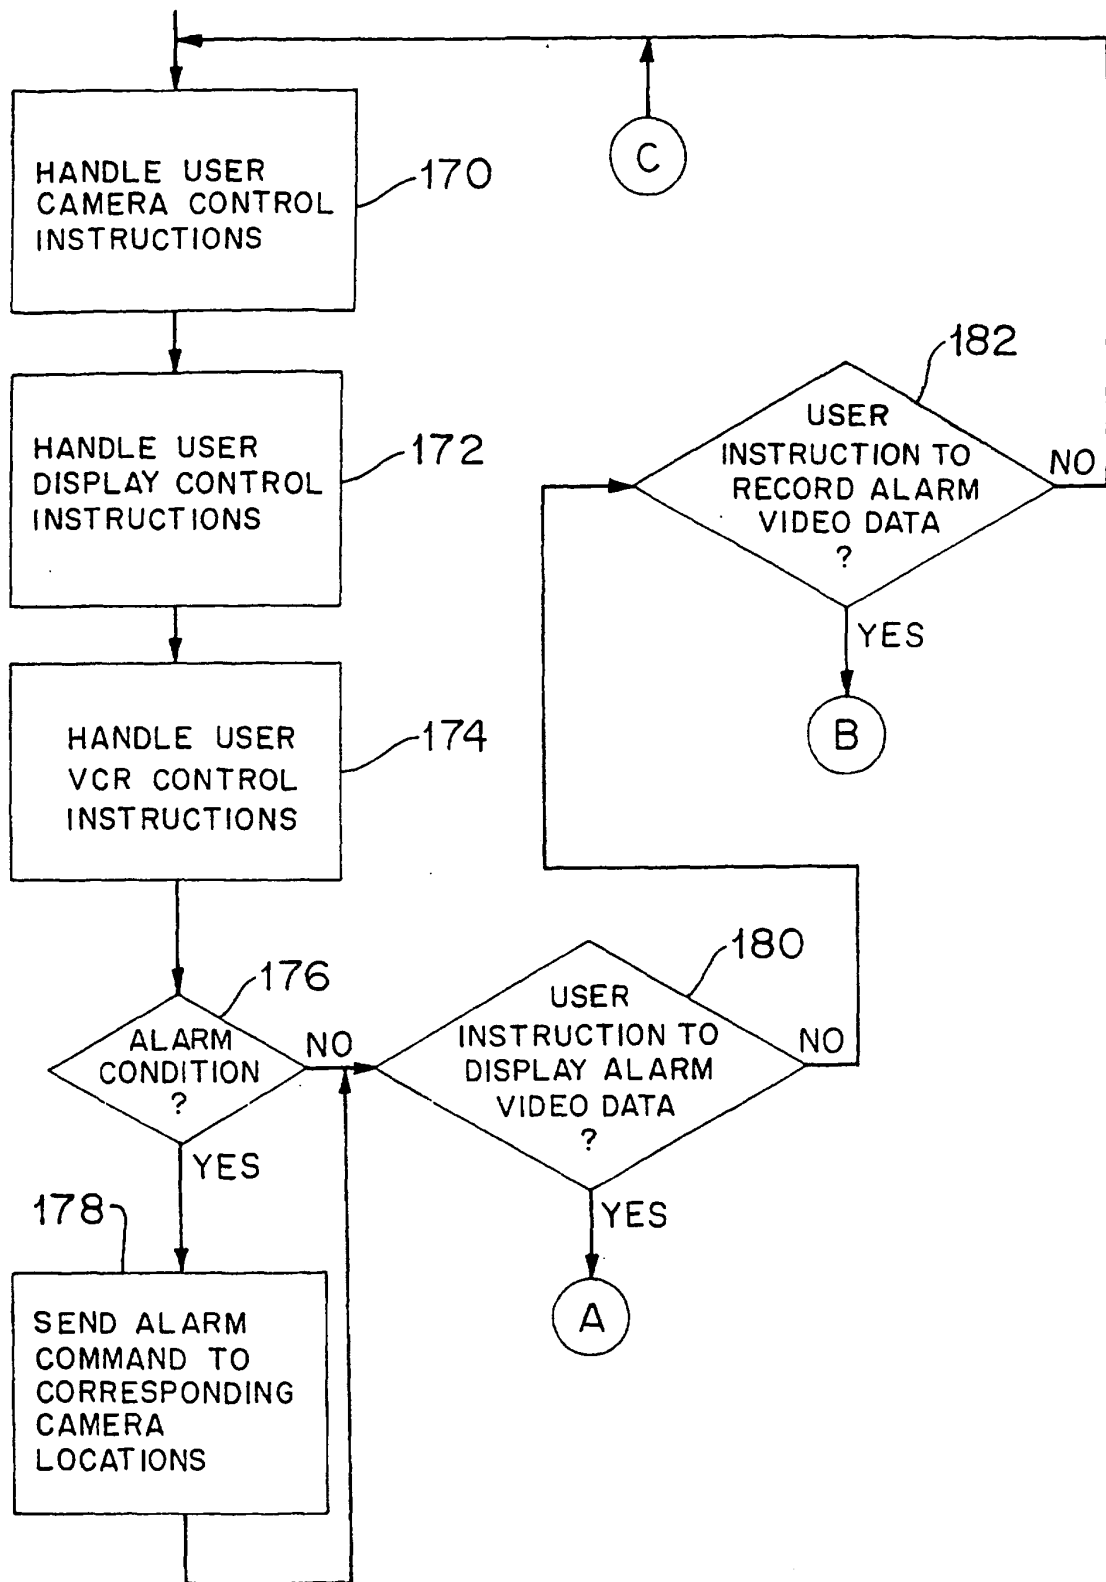 C
HANDLE USER
CAMERA CONTROL
INSTRUCTIONS
170
HANDLE USER
DISPLAY CONTROL
INSTRUCTIONS
172
HANDLE USER
VCR CONTROL
INSTRUCTIONS
174
ALARM
CONDITION
?
176
NO
YES
178
SEND ALARM
COMMAND TO
CORRESPONDING
CAMERA
LOCATIONS
USER
INSTRUCTION TO
DISPLAY ALARM
VIDEO DATA
?
180
NO
YES
A
USER
INSTRUCTION TO
RECORD ALARM
VIDEO DATA
?
182
NO
YES
B